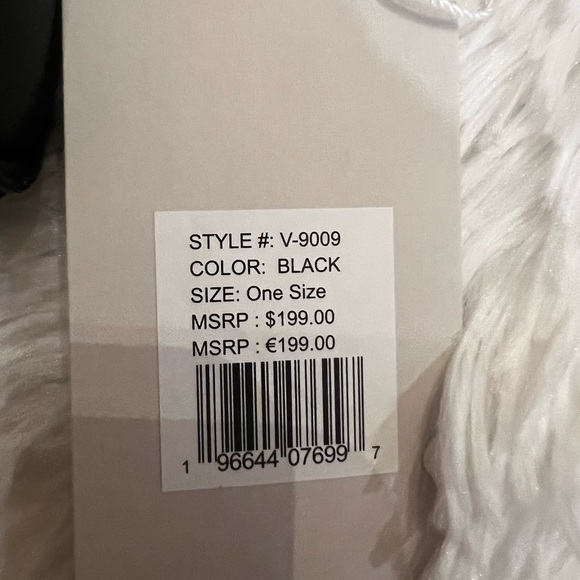 STYLE #: V-9009
COLOR: BLACK
SIZE: One Size
MSRP : $199.00
MSRP : €199.00
1 96644 07699 7